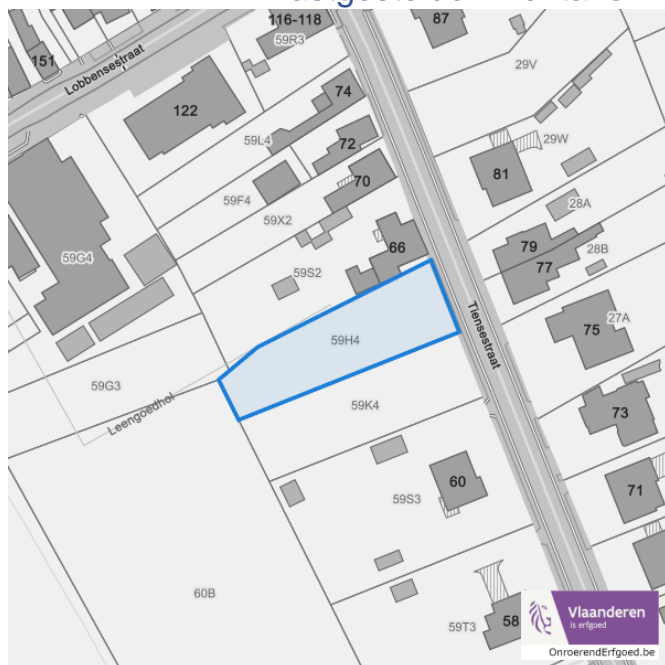 116-118
59R3
87
151
Lobbensestraat
29V
122
74
59L4
72
29W
81
70
59F4
28A
59X2
66
79
28B
59G4
77
59S2
27A
59H4
Tiensestraat
75
59G3
59K4
Leengoedhof
73
60
71
59S3
60B
58
59T3
Vlaanderen
is erfgoed
OnroerendErfgoed.be